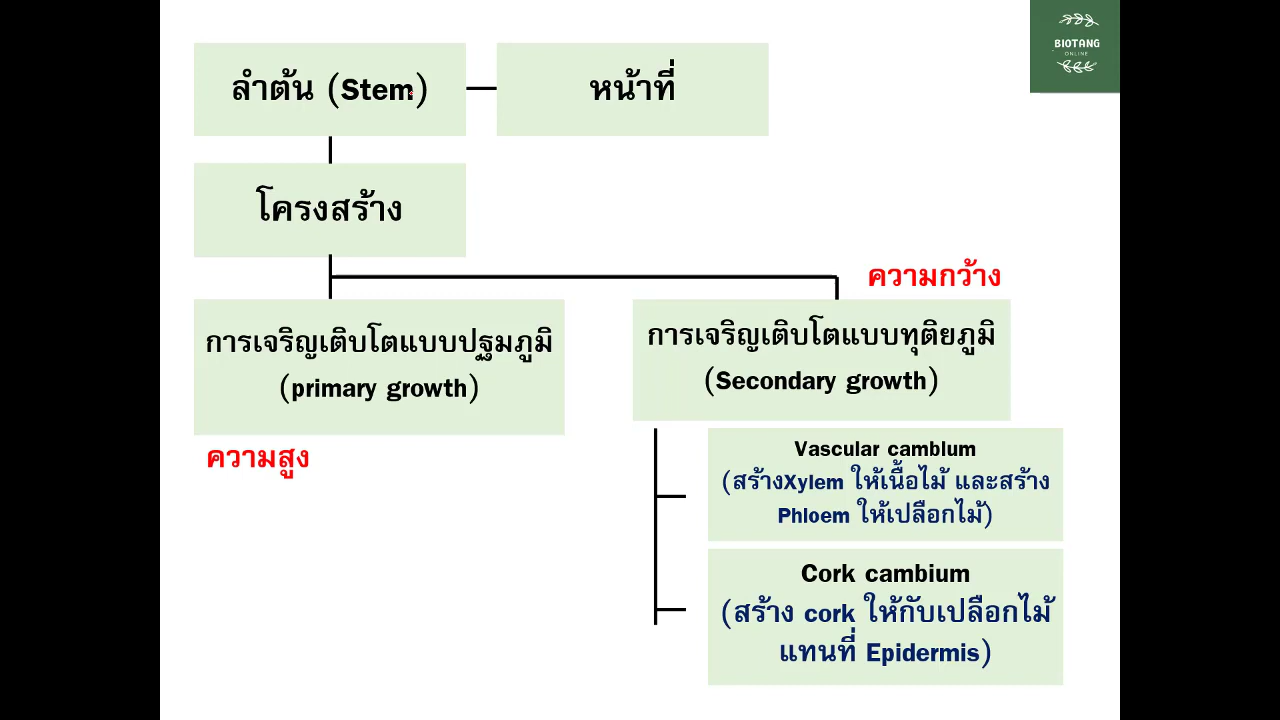 BIOTANG
ONLINE
ลำต้น (Stem)
หน้าที่
โครงสร้าง
ความกว้าง
การเจริญเติบโตแบบปฐมภูมิ
(primary growth)
ความสูง
การเจริญเติบโตแบบทุติยภูมิ
(Secondary growth)
Vascular cambium
(สร้างXylem ให้เนื้อไม้ และสร้าง
Phloem ให้เปลือกไม้)
Cork cambium
(สร้าง cork ให้กับเปลือกไม้
แทนที่ Epidermis)